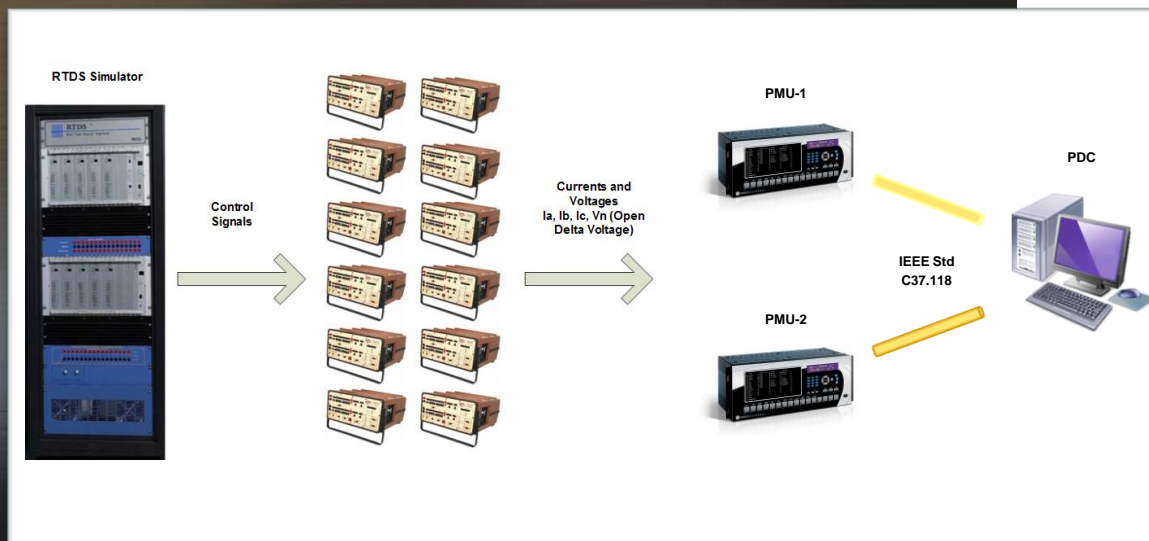 RTDS Simulator
RTDS
Control
Signals
Currents and
Voltages
Ia, Ib, Ic, Vn (Open
Delta Voltage)
PMU-1
PMU-2
IEEE Std
C37.118
PDC